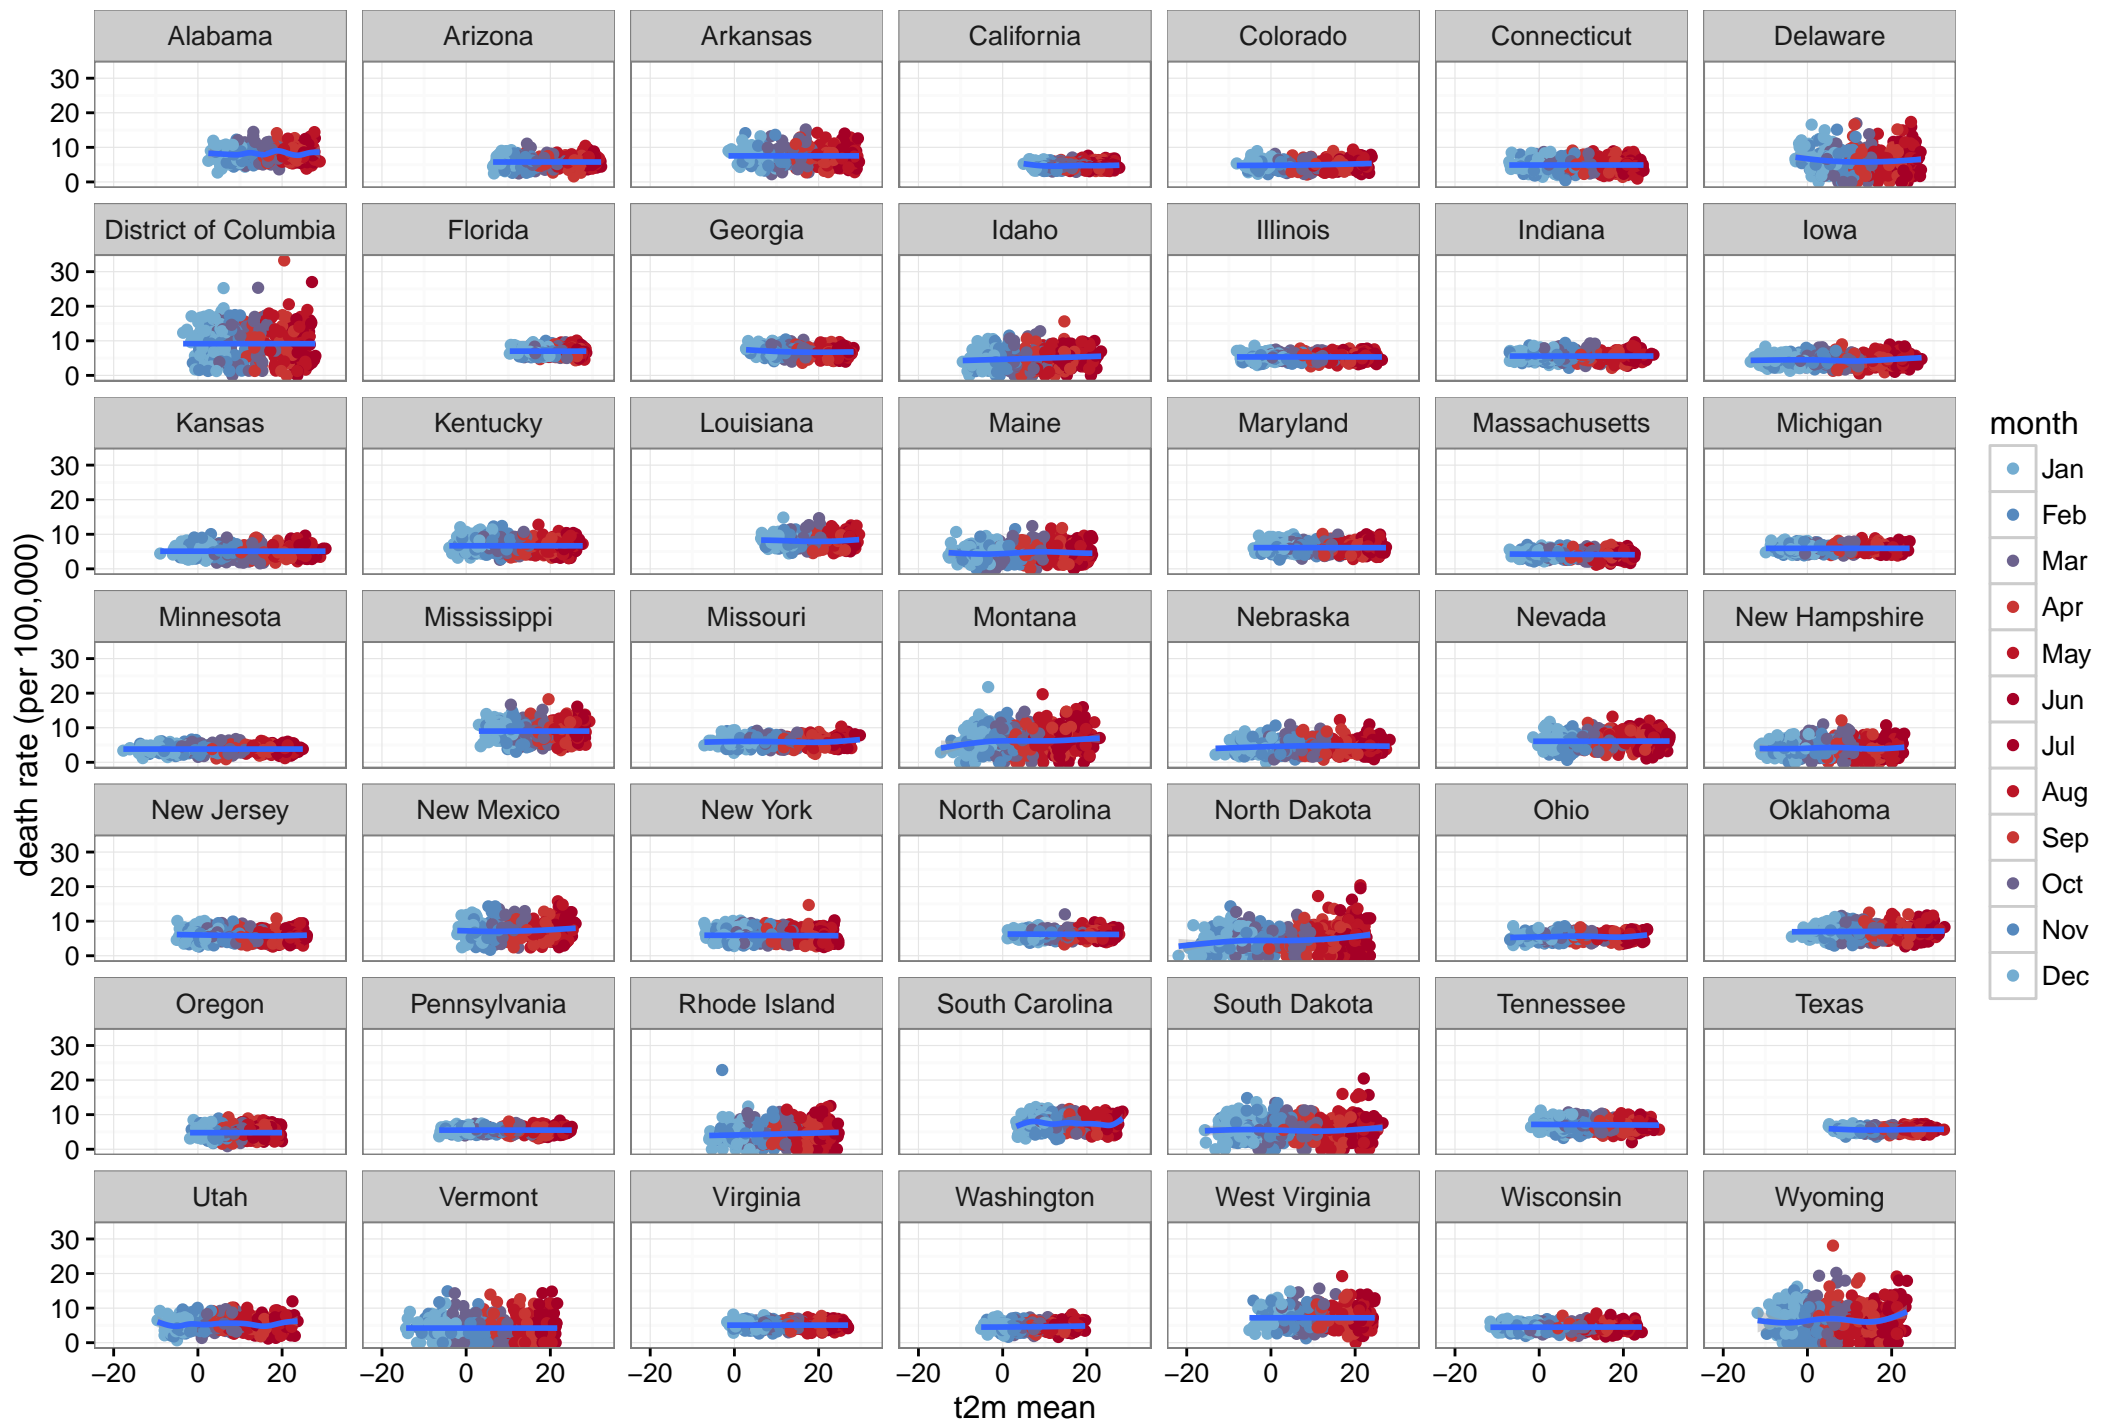 Alabama Arizona Arkansas California Colorado Connecticut Delaware
30
20
10
0
District of Columbia Florida Georgia Idaho Illinois Indiana Iowa
30
20
10
0
Kansas Kentucky Louisiana Maine Maryland Massachusetts Michigan
30
20
10
0
Minnesota Mississippi Missouri Montana Nebraska Nevada New Hampshire
30
20
10
0
New Jersey New Mexico New York North Carolina North Dakota Ohio Oklahoma
30
20
10
0
Oregon Pennsylvania Rhode Island South Carolina South Dakota Tennessee Texas
30
20
10
0
Utah Vermont Virginia Washington West Virginia Wisconsin Wyoming
30
20
10
0
−20 0 20 −20 0 20 −20 0 20 −20 0 20 −20 0 20 −20 0 20 −20 0 20
t2m mean
death rate (per 100,000)
month
Jan
Feb
Mar
Apr
May
Jun
Jul
Aug
Sep
Oct
Nov
Dec